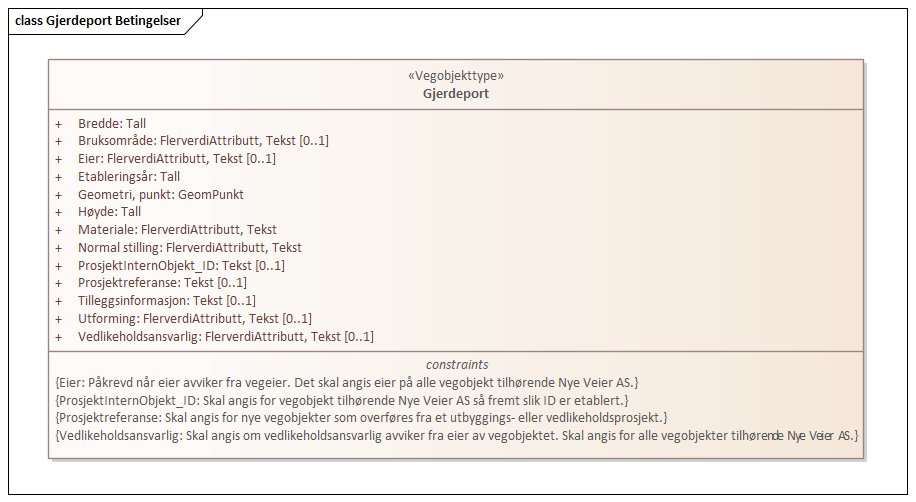 class Gjerdeport Betingelser
«Vegobjekttype»
Gjerdeport
+ Bredde: Tall
+ Bruksområde: FlerverdiAttributt, Tekst [0..1]
+ Eier: FlerverdiAttributt, Tekst [0..1]
+ Etableringsår: Tall
+ Geometri, punkt: GeomPunkt
+ Høyde: Tall
+ Materiale: FlerverdiAttributt, Tekst
+ Normal stilling: FlerverdiAttributt, Tekst
+ ProsjektInternObjekt_ID: Tekst [0..1]
+ Prosjektreferanse: Tekst [0..1]
+ Tilleggsinformasjon: Tekst [0..1]
+ Utforming: FlerverdiAttributt, Tekst [0..1]
+ Vedlikeholdsansvarlig: FlerverdiAttributt, Tekst [0..1]
constraints
{Eier: Påkrevd når eier avviker fra vegeier. Det skal angis eier på alle vegobjekt tilhørende Nye Veier AS.}
{ProsjektInternObjekt_ID: Skal angis for vegobjekt tilhørende Nye Veier AS så fremt slik ID er etablert.}
{Prosjektreferanse: Skal angis for nye vegobjekter som overføres fra et utbyggings- eller vedlikeholdsprosjekt.}
{Vedlikeholdsansvarlig: Skal angis om vedlikeholdsansvarlig avviker fra eier av vegobjektet. Skal angis for alle vegobjekter tilhørende Nye Veier AS.}